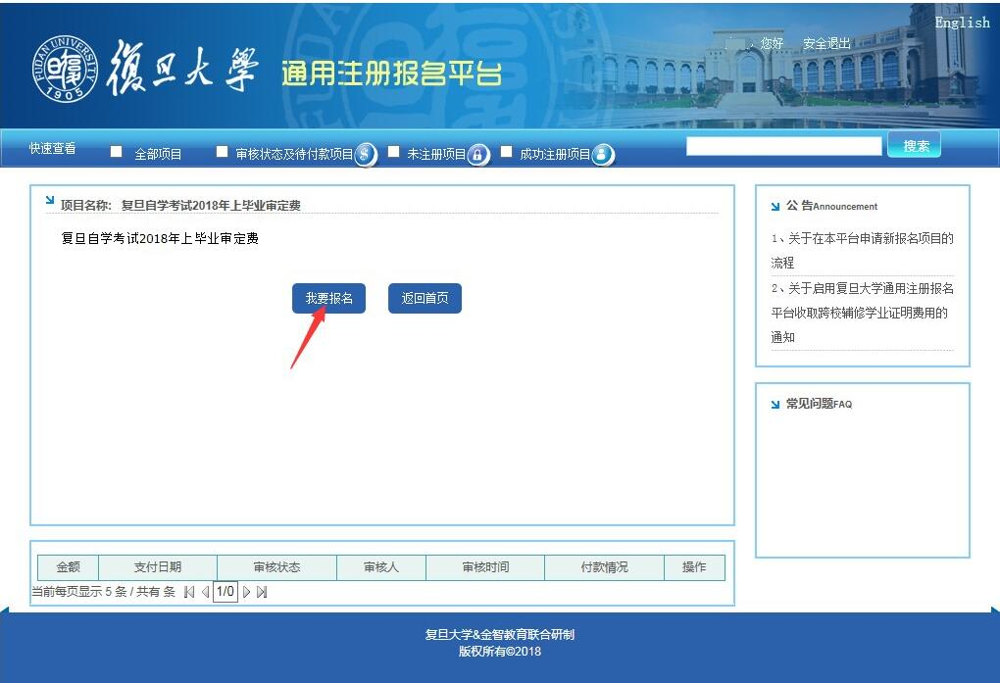 English
FUDAN UNIVERSITY
1905
復旦大學
通用注册报名平台
你好 安全退出
快速查看 全部项目 审核状态及待付款项目 未注册项目 成功注册项目 搜索
项目名称: 复旦自学考试2018年上毕业审定费
复旦自学考试2018年上毕业审定费
我要报名 返回首页
公 告Announcement
1、关于在本平台申请新报名项目的
流程
2、关于启用复旦大学通用注册报名
平台收取跨校辅修学业证明费用的
通知
常见问题FAQ
金额 支付日期 审核状态 审核人 审核时间 付款情况 操作
当前每页显示 5 条 / 共有 条 1/0
复旦大学&金智教育联合研制
版权所有©2018